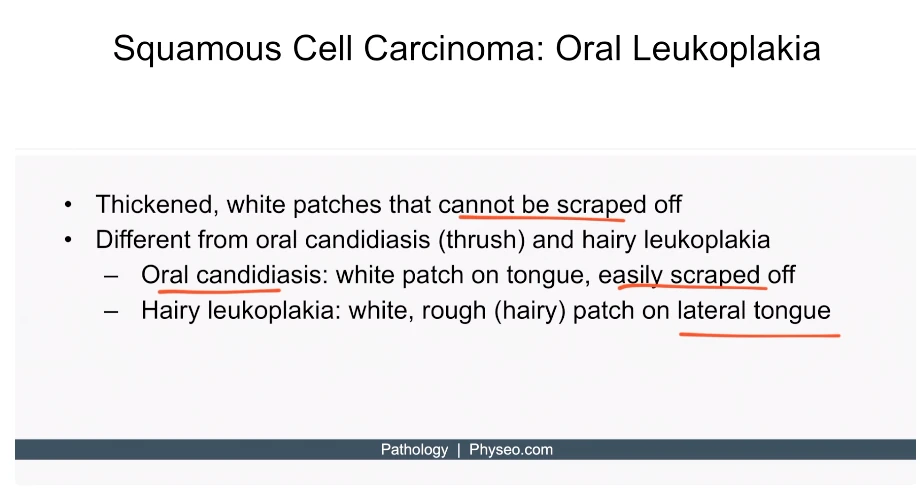 Squamous Cell Carcinoma: Oral Leukoplakia
• Thickened, white patches that cannot be scraped off
• Different from oral candidiasis (thrush) and hairy leukoplakia
– Oral candidiasis: white patch on tongue, easily scraped off
– Hairy leukoplakia: white, rough (hairy) patch on lateral tongue
Pathology | Physeo.com